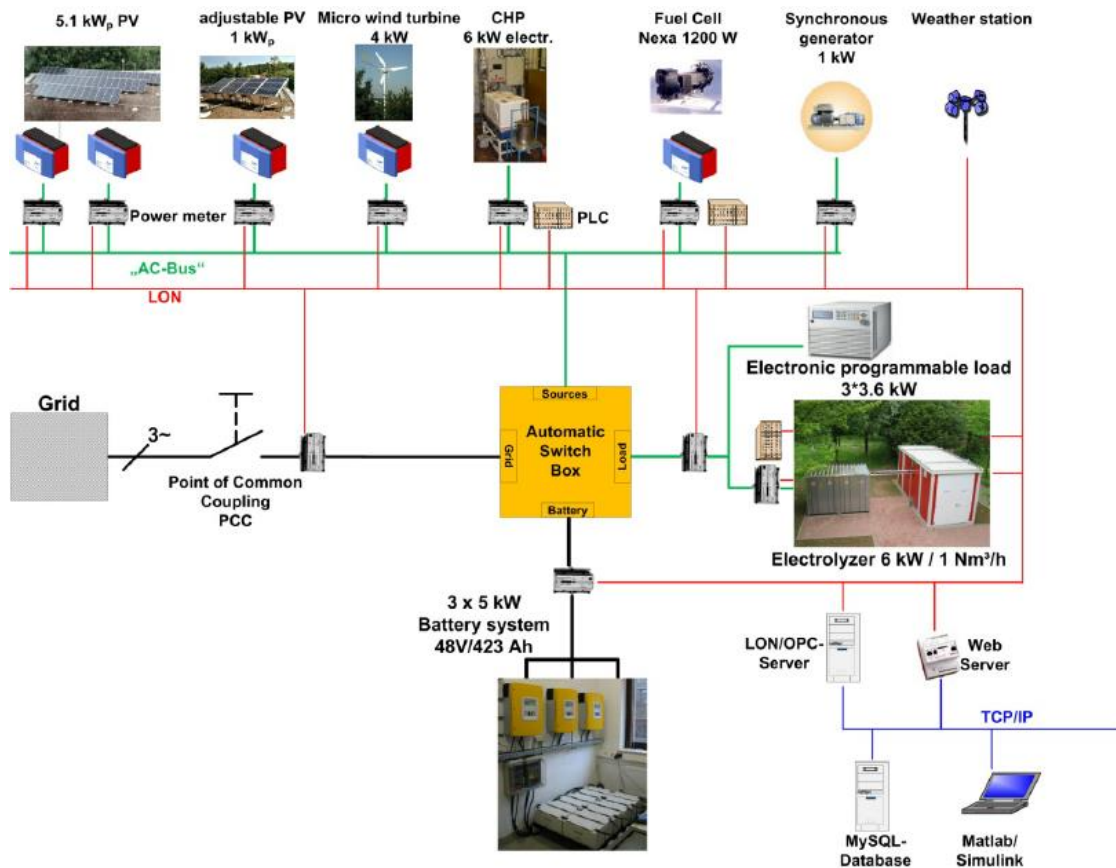 5.1 kWp PV
adjustable PV
1 kWp
Micro wind turbine
4 kW
CHP
6 kW electr.
Fuel Cell
Nexa 1200 W
Synchronous
generator
1 kW
Weather station
Power meter
PLC
„AC-Bus“
LON
Electronic programmable load
3*3.6 kW
Grid
3~
Point of Common
Coupling
PCC
Sources
Grid
Automatic
Switch
Box
Load
Battery
Electrolyzer 6 kW / 1 Nm³/h
3 x 5 kW
Battery system
48V/423 Ah
LON/OPC-
Server
Web
Server
TCP/IP
MySQL-
Database
Matlab/
Simulink